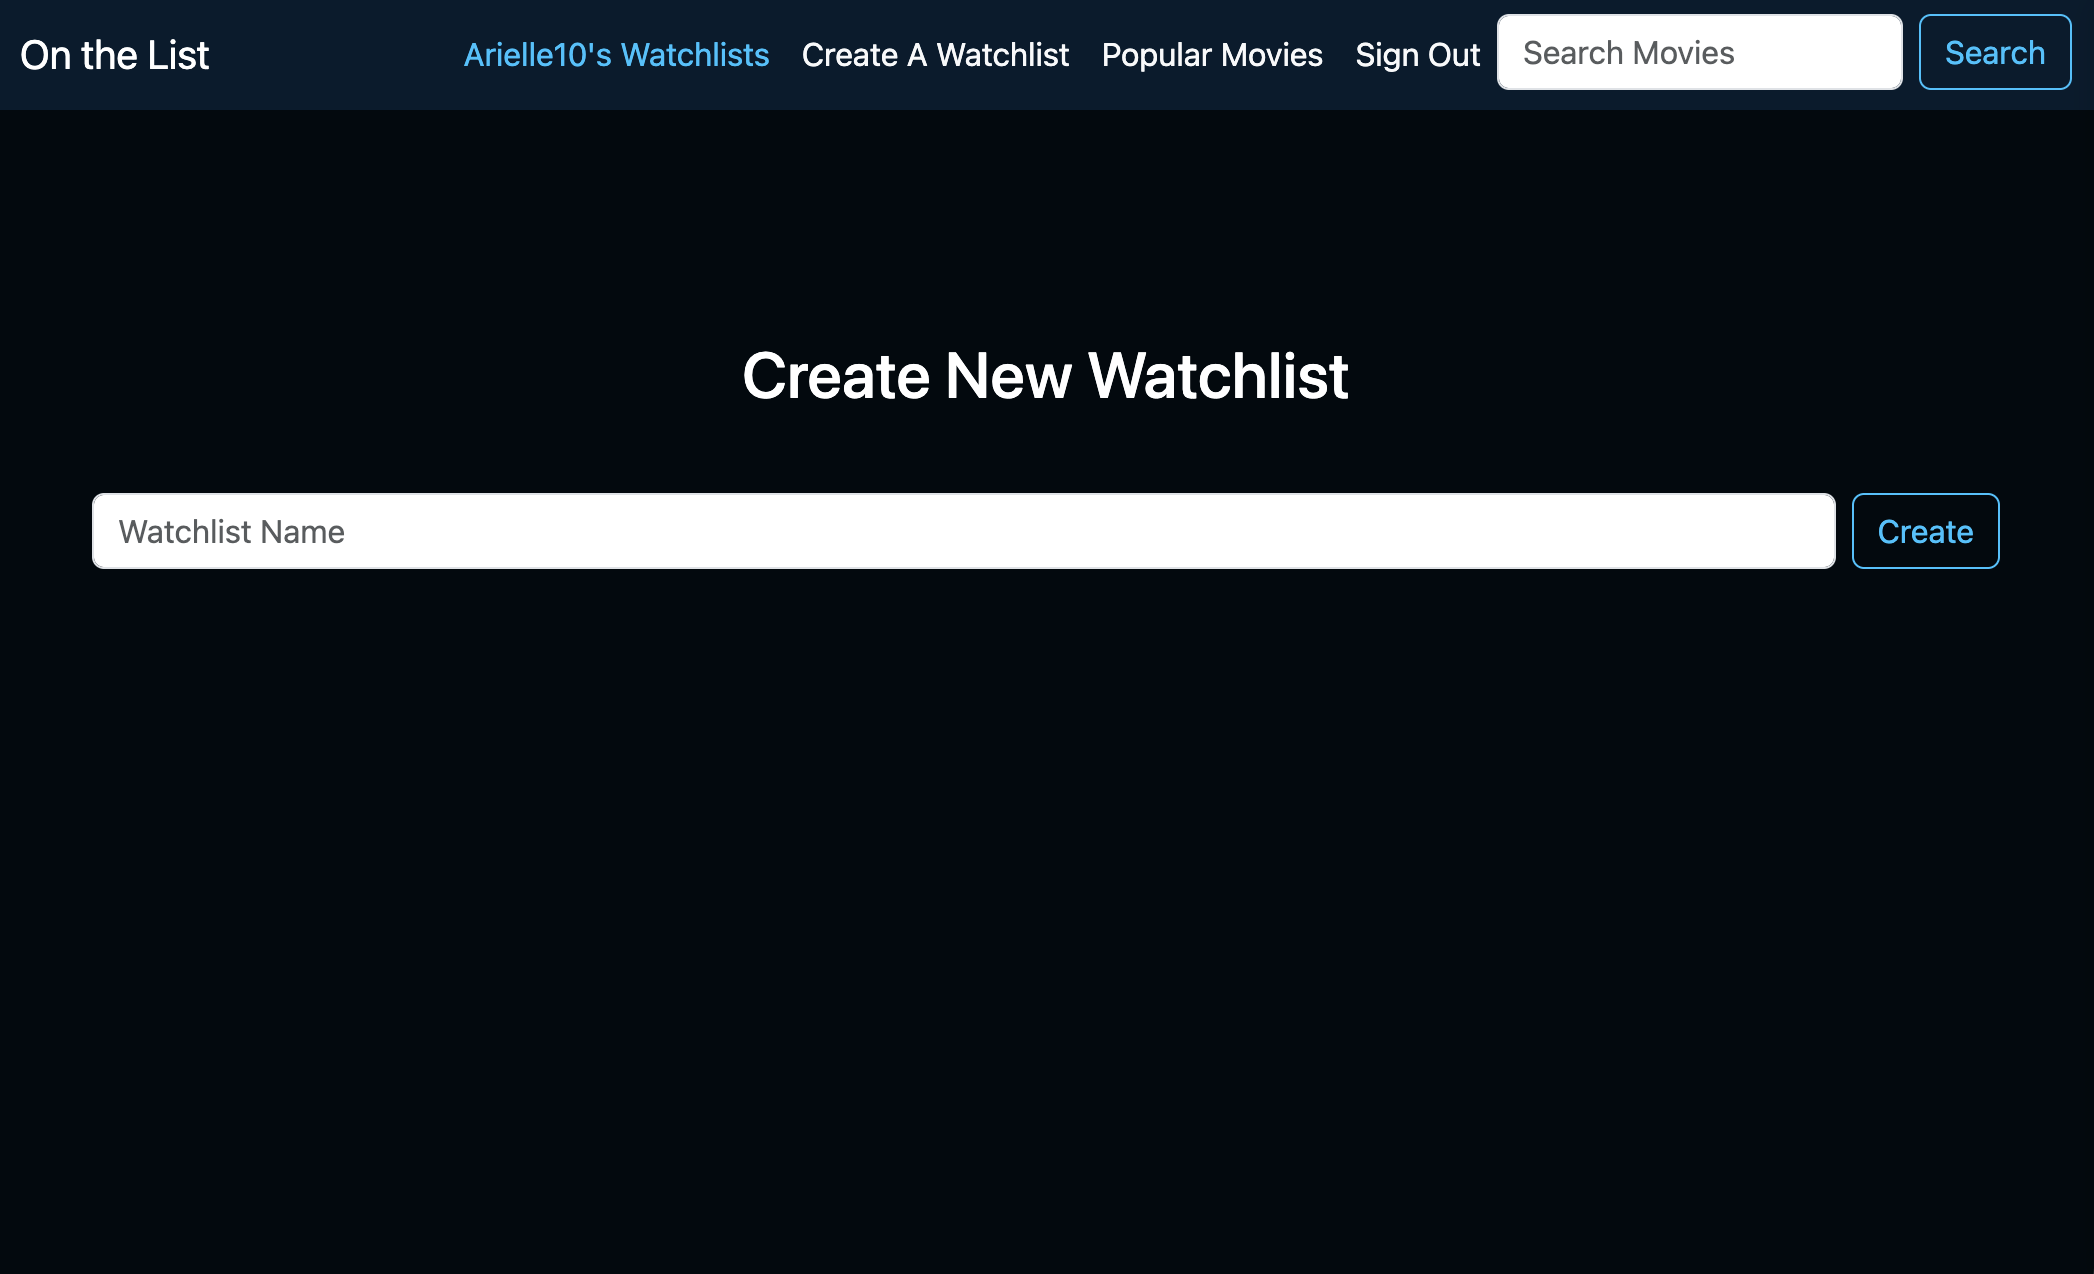 On the List Arielle10's Watchlists Create A Watchlist Popular Movies Sign Out Search Movies Search
Create New Watchlist
Watchlist Name Create